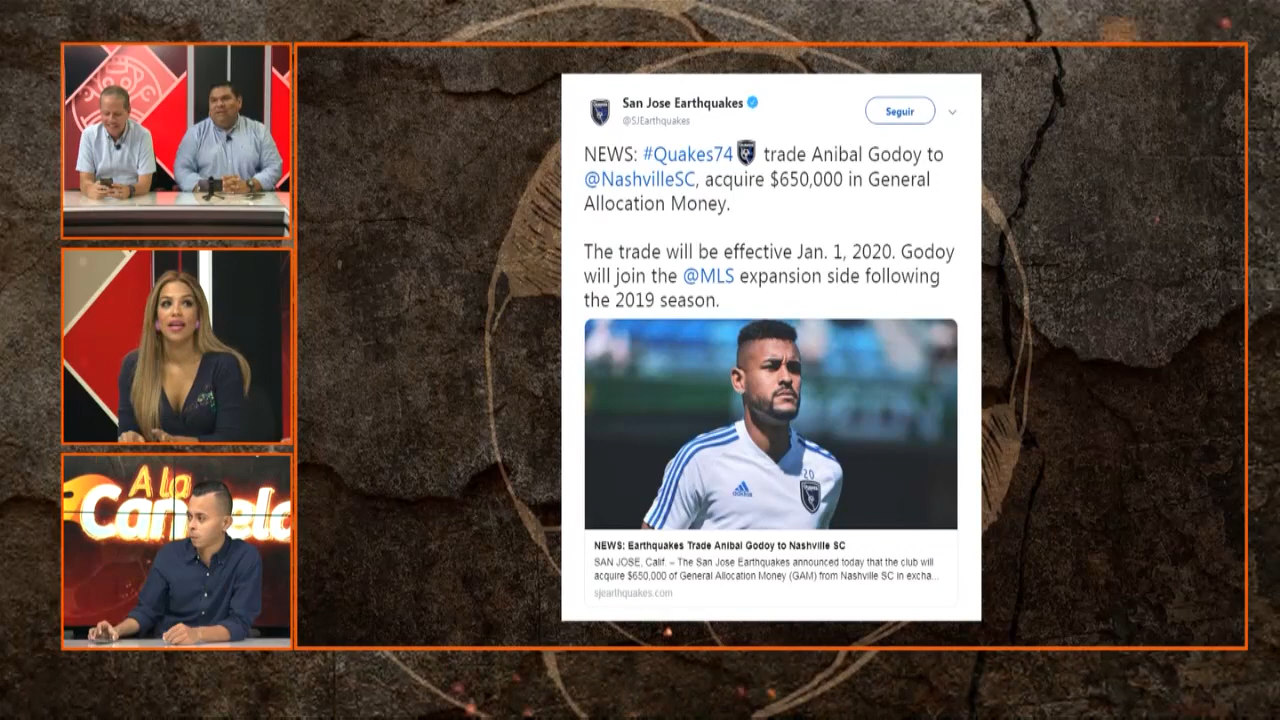 San Jose Earthquakes
@SJEarthquakes
Seguir
NEWS: #Quakes74 trade Anibal Godoy to
@NashvilleSC, acquire $650,000 in General
Allocation Money.
The trade will be effective Jan. 1, 2020. Godoy
will join the @MLS expansion side following
the 2019 season.
20
adidas
NEWS: Earthquakes Trade Anibal Godoy to Nashville SC
SAN JOSE, Calif. – The San Jose Earthquakes announced today that the club will
acquire $650,000 of General Allocation Money (GAM) from Nashville SC in excha...
sjearthquakes.com
A la